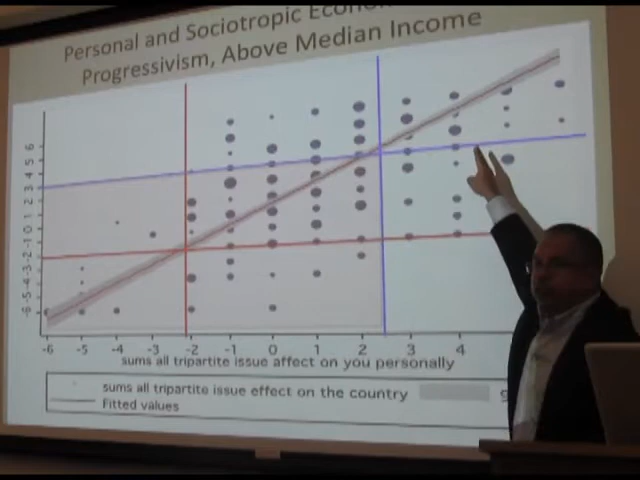 Personal and Sociotropic
Progressivism, Above Median Income
-6 -5 -4 -3 -2 -1 0 1 2 3 4 5 6
-6 -5 -4 -3 -2 -1 0 1 2 3 4
sums all tripartite issue affect on you personally
sums all tripartite issue effect on the country
Fitted values